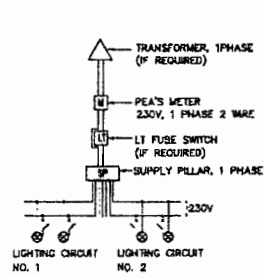 TRANSFORMER, 1PHASE
(IF REQUIRED)
M
PEA'S METER
230V, 1 PHASE 2 WIRE
LT
LT FUSE SWITCH
(IF REQUIRED)
SP
SUPPLY PILLAR, 1 PHASE
230V
LIGHTING CIRCUIT
NO. 1
LIGHTING CIRCUIT
NO. 2